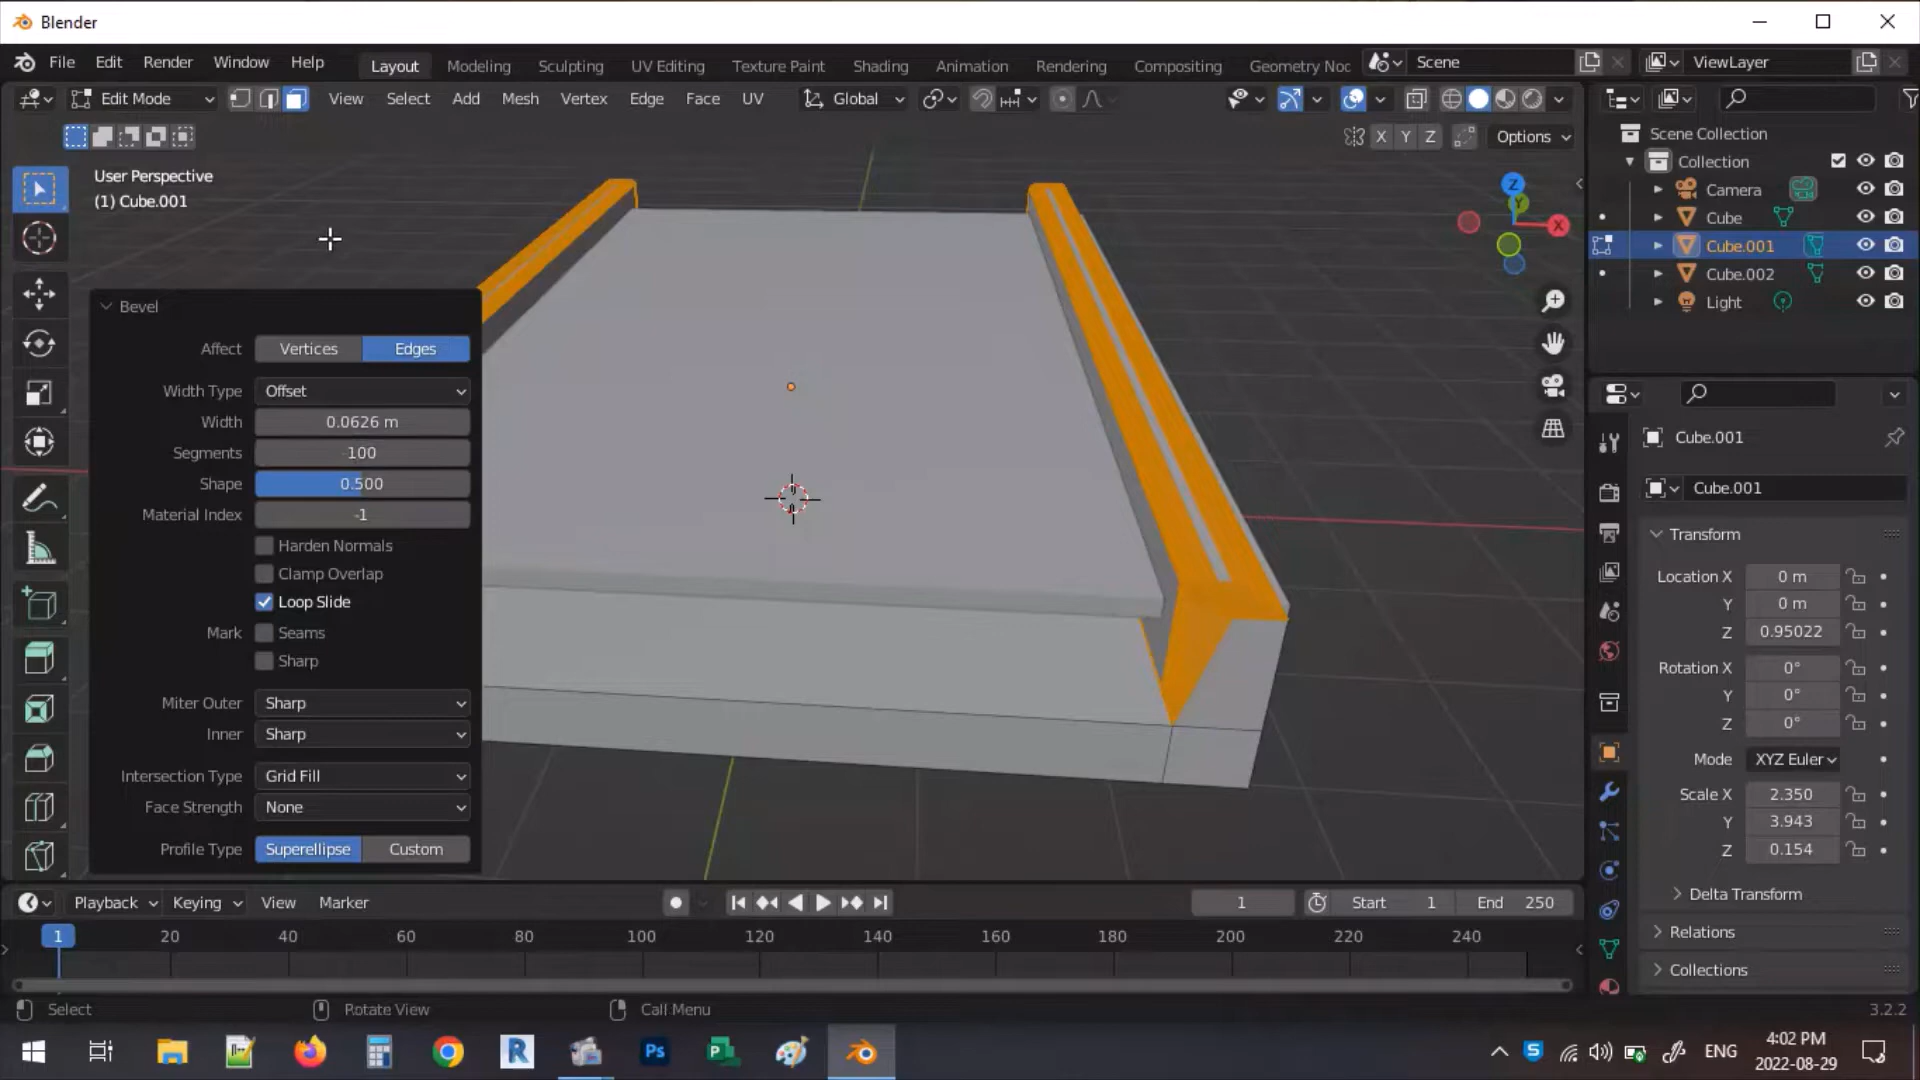 Blender
File Edit Render Window Help Layout Modeling Sculpting UV Editing Texture Paint Shading Animation Rendering Compositing Geometry Noc Scene ViewLayer
Edit Mode View Select Add Mesh Vertex Edge Face UV Global
X Y Z Options
User Perspective
(1) Cube.001
Z
Y
X
Scene Collection
Collection
Camera
Cube
Cube.001
Cube.002
Light
Bevel
Affect Vertices Edges
Width Type Offset
Width 0.0626 m
Segments 100
Shape 0.500
Material Index -1
Harden Normals
Clamp Overlap
Loop Slide
Mark Seams
Sharp
Miter Outer Sharp
Inner Sharp
Intersection Type Grid Fill
Face Strength None
Profile Type Superellipse Custom
Cube.001
Cube.001
Transform
Location X 0 m
Y 0 m
Z 0.95022
Rotation X 0°
Y 0°
Z 0°
Mode XYZ Euler
Scale X 2.350
Y 3.943
Z 0.154
Delta Transform
Relations
Collections
Playback Keying View Marker 1 Start 1 End 250
1 20 40 60 80 100 120 140 160 180 200 220 240
Select Rotate View Call Menu 3.2.2
R Ps P S ENG
4:02 PM
2022-08-29